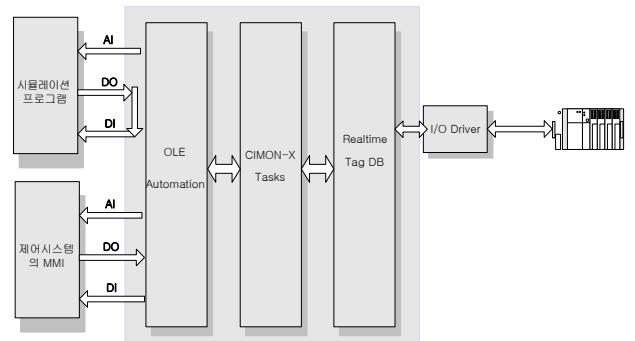 AI
시뮬레이션
프로그램
DO
DI
AI
제어시스템
의 MMI
DO
DI
OLE
Automation
CIMON-X
Tasks
Realtime
Tag DB
I/O Driver